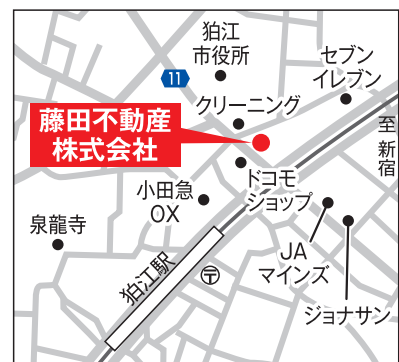 狛江
市役所
セブン
イレブン
11
クリーニング
藤田不動産
株式会社
至 新宿
ドコモ
ショップ
小田急
OX
泉龍寺
狛江駅
〒
JA
マインズ
ジョナサン